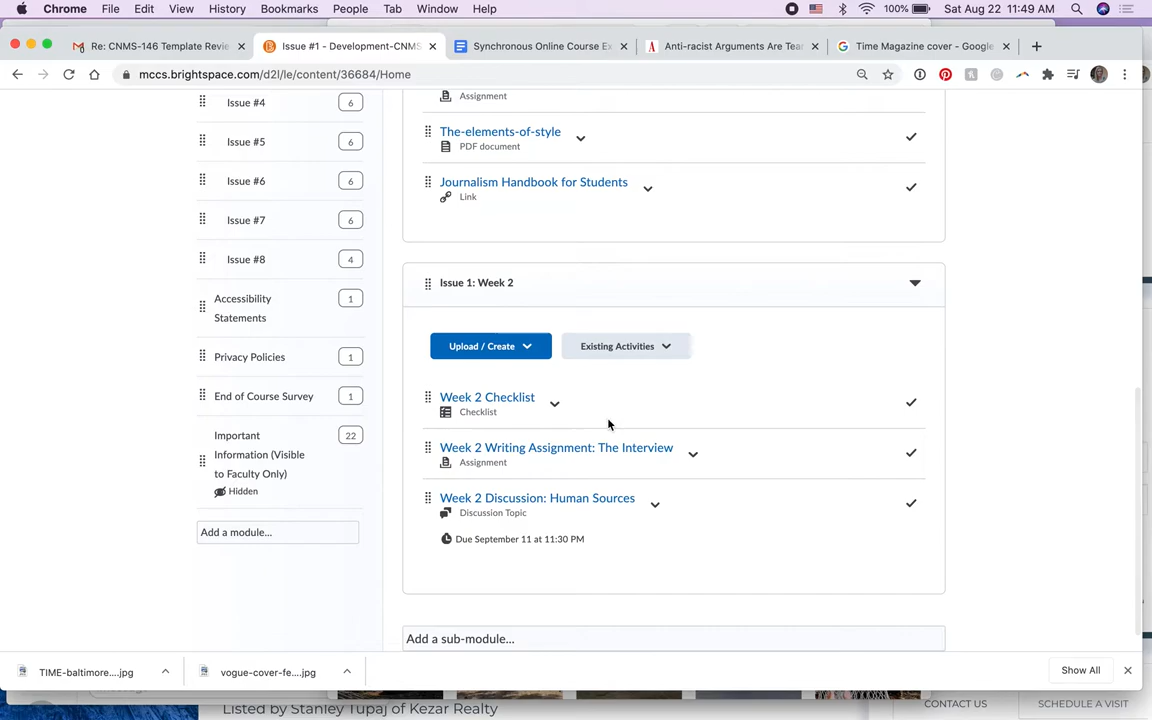 Chrome File Edit View History Bookmarks People Tab Window Help 100% Sat Aug 22 11:49 AM
Re: CNMS-146 Template Revie
Issue #1 - Development-CNMS
Synchronous Online Course Ex
Anti-racist Arguments Are Tear
Time Magazine cover - Google
mccs.brightspace.com/d2l/le/content/36684/Home
Issue #4 6
Issue #5 6
Issue #6 6
Issue #7 6
Issue #8 4
Accessibility
Statements
1
Privacy Policies 1
End of Course Survey 1
Important
Information (Visible
to Faculty Only)
22
Hidden
Add a module...
Assignment
The-elements-of-style
PDF document
Journalism Handbook for Students
Link
Issue 1: Week 2
Upload / Create
Existing Activities
Week 2 Checklist
Checklist
Week 2 Writing Assignment: The Interview
Assignment
Week 2 Discussion: Human Sources
Discussion Topic
Due September 11 at 11:30 PM
Add a sub-module...
TIME-baltimore....jpg
vogue-cover-fe....jpg
Show All
Listed by Stanley Tupaj of Kezar Realty
CONTACT US
SCHEDULE A VISIT